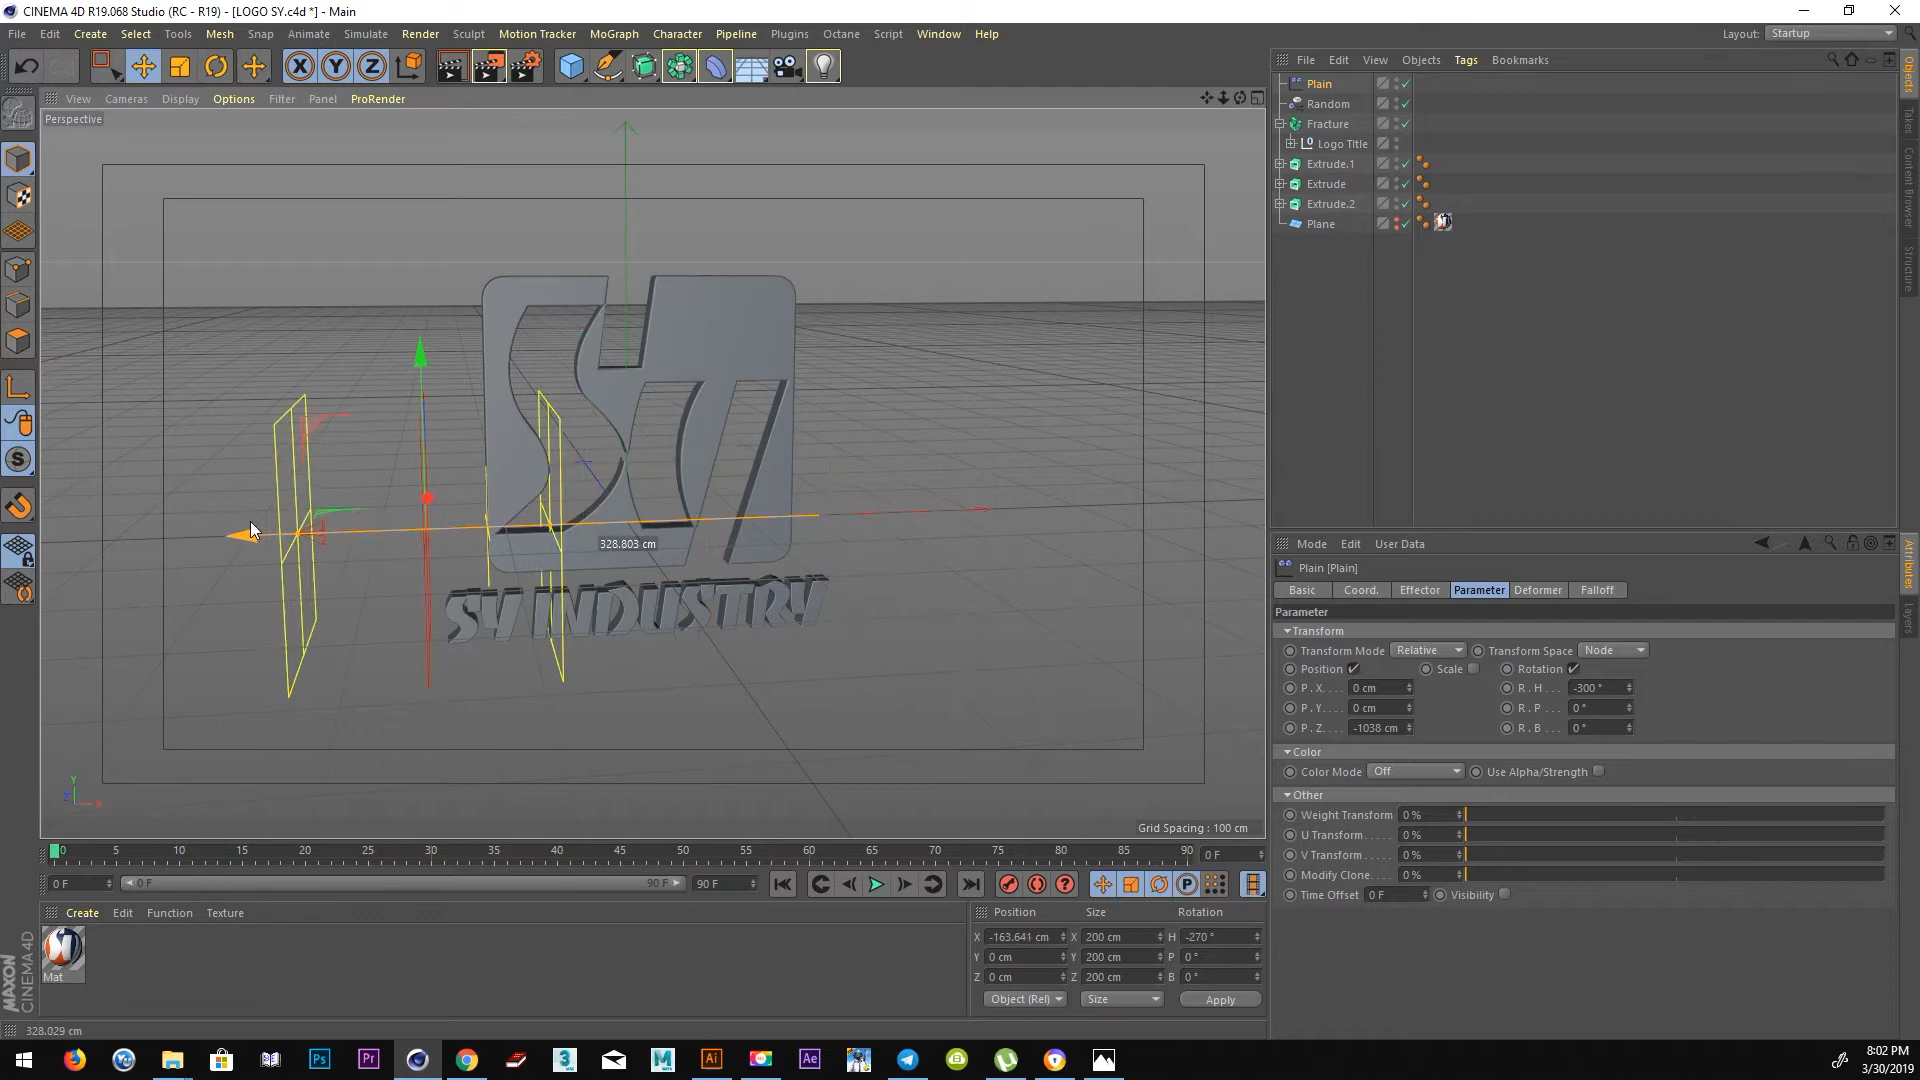 CINEMA 4D R19.068 Studio (RC - R19) - [LOGO SY.c4d *] - Main
File Edit Create Select Tools Mesh Snap Animate Simulate Render Sculpt Motion Tracker MoGraph Character Pipeline Plugins Octane Script Window Help
Layout: Startup
View Cameras Display Options Filter Panel ProRender
File Edit View Objects Tags Bookmarks
Perspective
Plain
Random
Fracture
Logo Title
Extrude.1
Extrude
Extrude.2
Plane
328.803 cm
SY INDUSTRY
Grid Spacing : 100 cm
Objects
Takes
Content Browser
Structure
Attributes
Layers
Mode Edit User Data
Plain [Plain]
Basic Coord. Effector Parameter Deformer Falloff
Parameter
Transform
Transform Mode Relative Transform Space Node
Position Scale Rotation
P . X . . . . 0 cm R . H . . . -300 °
P . Y . . . . 0 cm R . P . . . 0 °
P . Z . . . . -1038 cm R . B . . . 0 °
Color
Color Mode Off Use Alpha/Strength
Other
Weight Transform 0 %
U Transform . . . . . 0 %
V Transform . . . . . 0 %
Modify Clone . . . . 0 %
Time Offset 0 F Visibility
0 5 10 15 20 25 30 35 40 45 50 55 60 65 70 75 80 85 90 0 F
0 F 0 F 90 F 90 F
Create Edit Function Texture
Mat
Position Size Rotation
X -163.641 cm X 200 cm H -270 °
Y 0 cm Y 200 cm P 0 °
Z 0 cm Z 200 cm B 0 °
Object (Rel) Size Apply
MAXON
CINEMA 4D
328.029 cm
8:02 PM
3/30/2019